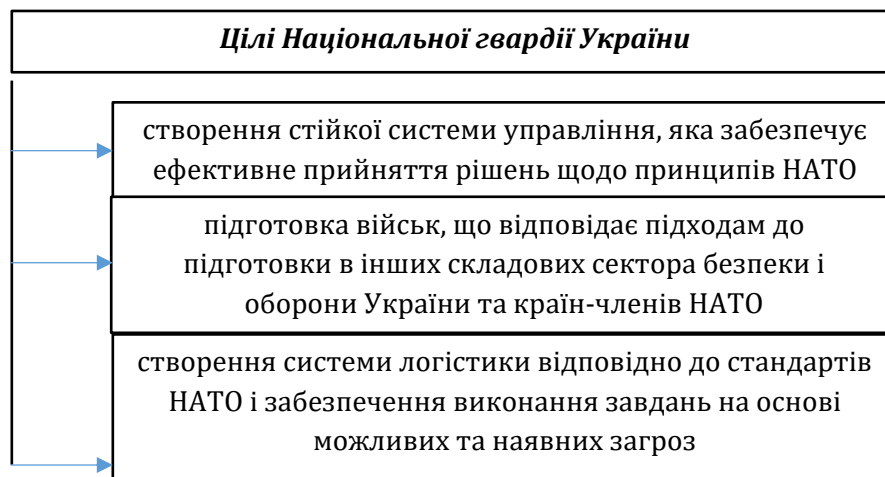 Цілі Національної гвардії України
створення стійкої системи управління, яка забезпечує
ефективне прийняття рішень щодо принципів НАТО
підготовка військ, що відповідає підходам до
підготовки в інших складових сектора безпеки і
оборони України та країн-членів НАТО
створення системи логістики відповідно до стандартів
НАТО і забезпечення виконання завдань на основі
можливих та наявних загроз